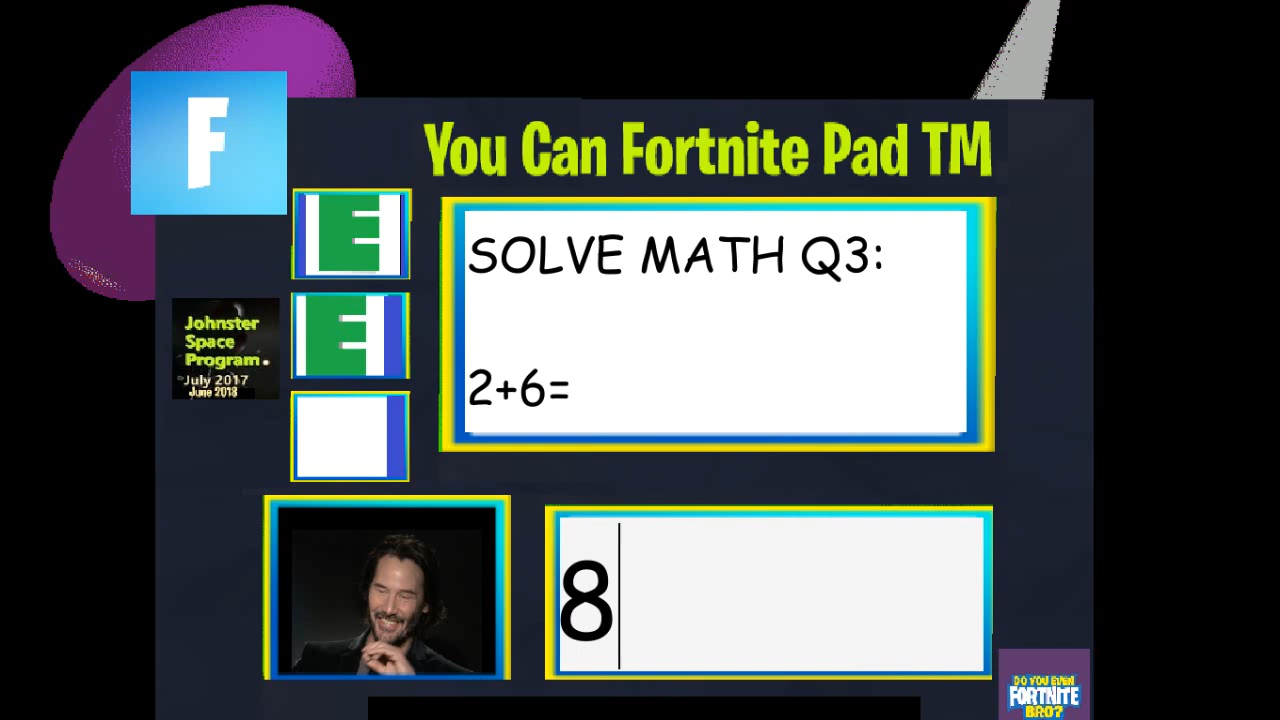 F
You Can Fortnite Pad TM
E
E
SOLVE MATH Q3:
2+6=
Johnster
Space
Program.
July 2017
June 2018
8
DO YOU EVEN
FORTNITE
BRO?